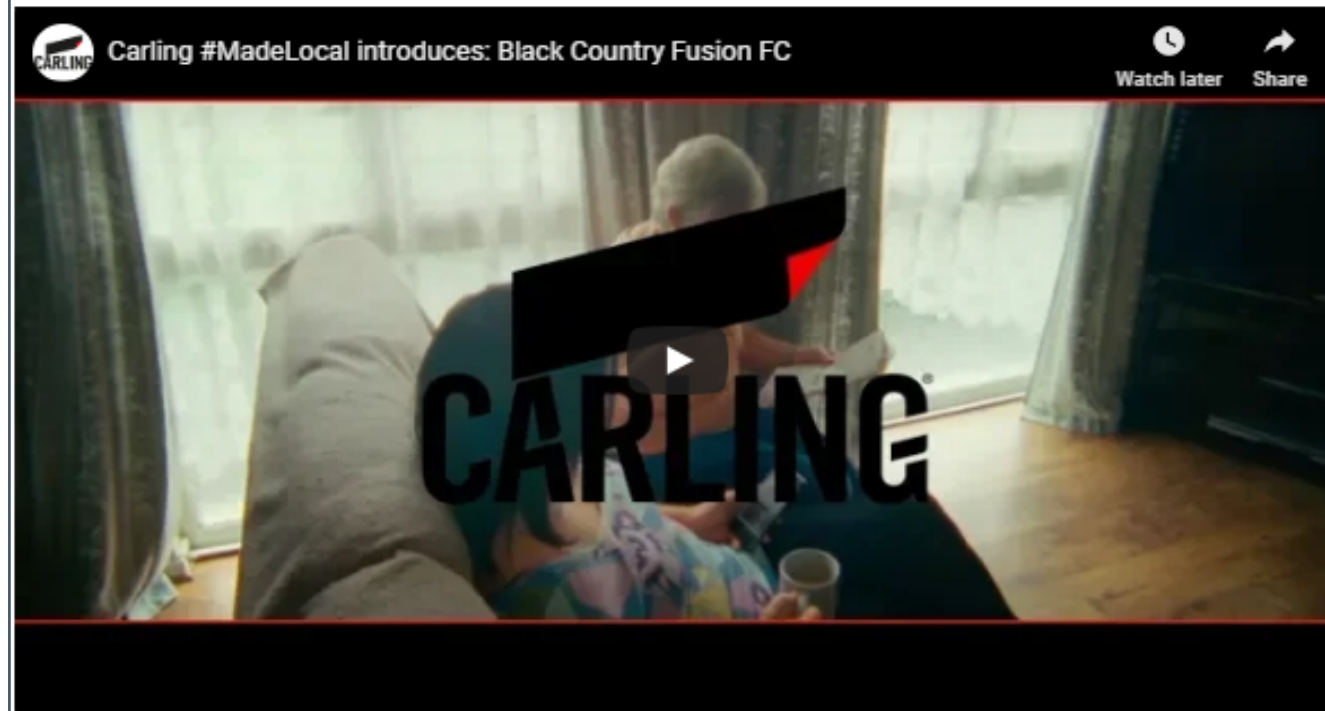 CARLING
Carling #MadeLocal introduces: Black Country Fusion FC
Watch later
Share
CARLING®